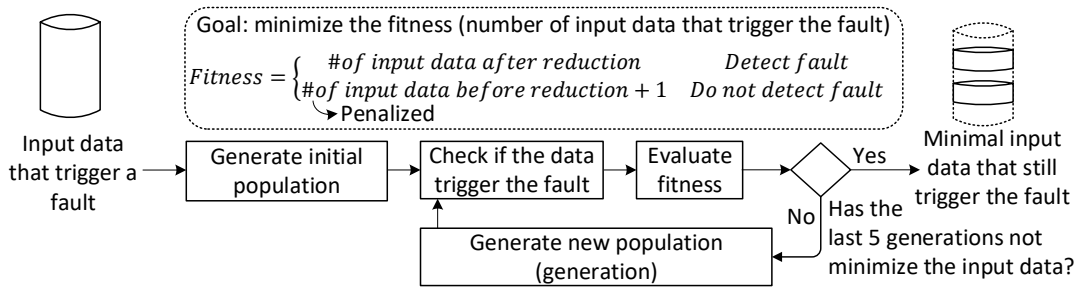 Goal: minimize the fitness (number of input data that trigger the fault)
Fitness = { #of input data after reduction Detect fault
#of input data before reduction + 1 Do not detect fault
Penalized
Input data
that trigger a
fault
Generate initial
population
Check if the data
trigger the fault
Evaluate
fitness
Yes
Minimal input
data that still
trigger the fault
No
Has the
last 5 generations not
minimize the input data?
Generate new population
(generation)